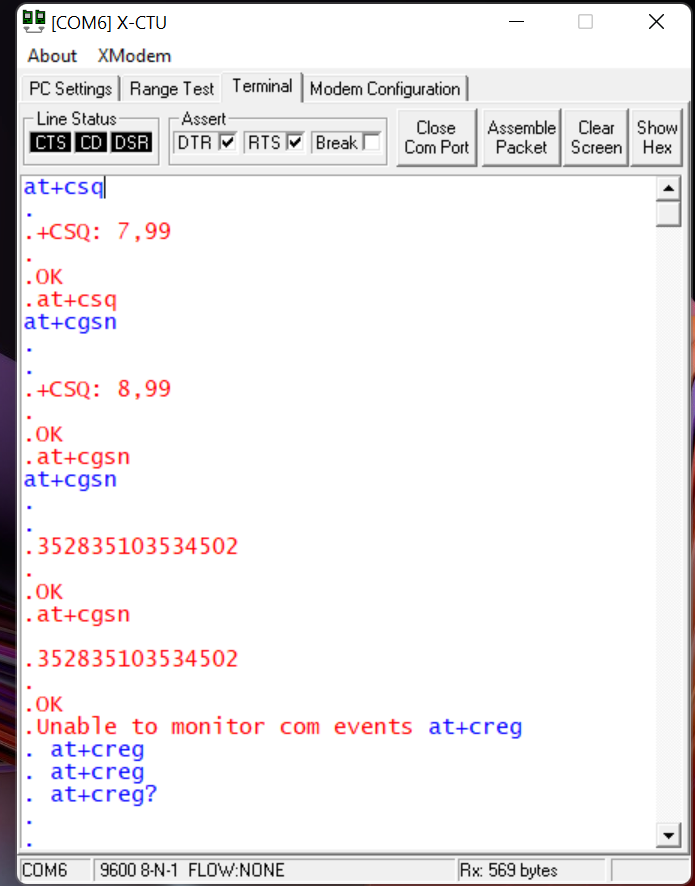 [COM6] X-CTU
About XModem
PC Settings Range Test Terminal Modem Configuration
Line Status
CTS CD DSR
Assert
DTR RTS Break
Close Com Port
Assemble Packet
Clear Screen
Show Hex
at+csq
.
.+CSQ: 7,99
.
.OK
.at+csq
at+cgsn
.
.
.+CSQ: 8,99
.
.OK
.at+cgsn
at+cgsn
.
.
.352835103534502
.
.OK
.at+cgsn
.352835103534502
.
.OK
.Unable to monitor com events at+creg
. at+creg
. at+creg
. at+creg?
.
.
COM6 9600 8-N-1 FLOW:NONE Rx: 569 bytes